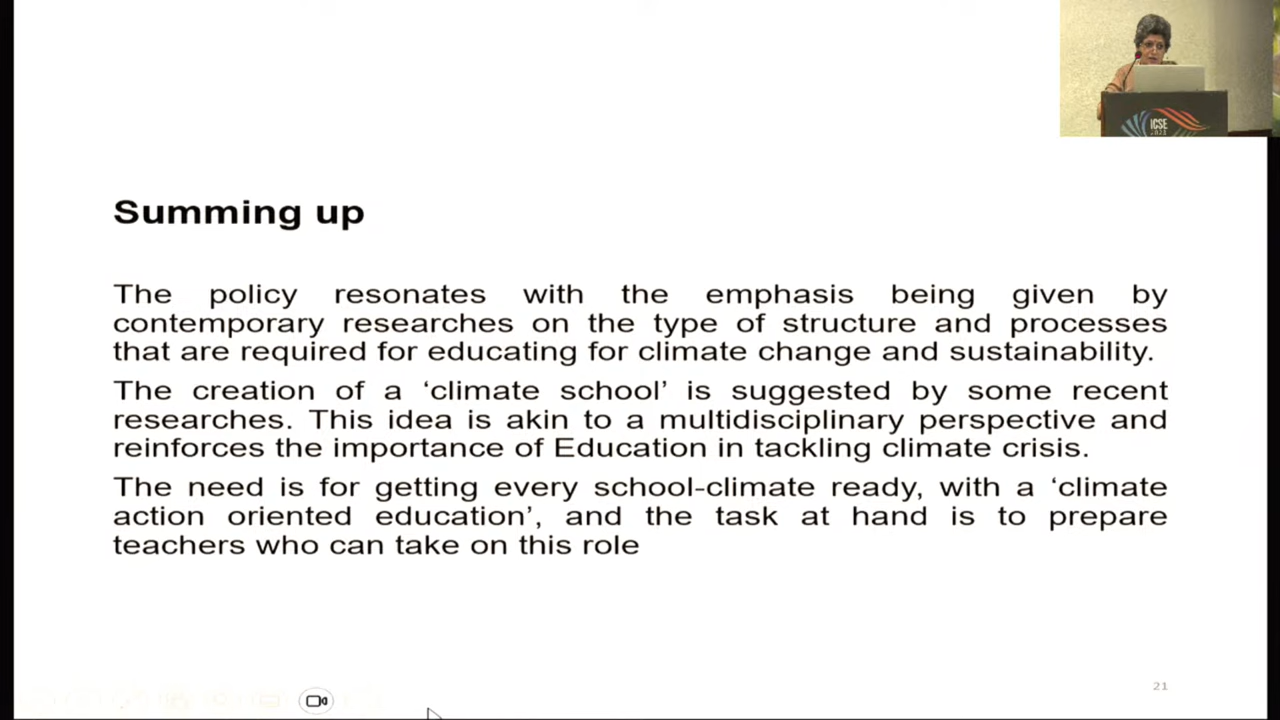 ICSE
2023
Summing up
The policy resonates with the emphasis being given by
contemporary researches on the type of structure and processes
that are required for educating for climate change and sustainability.
The creation of a ‘climate school’ is suggested by some recent
researches. This idea is akin to a multidisciplinary perspective and
reinforces the importance of Education in tackling climate crisis.
The need is for getting every school-climate ready, with a ‘climate
action oriented education’, and the task at hand is to prepare
teachers who can take on this role
21